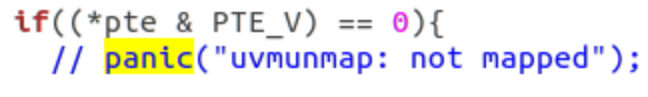 if((*pte & PTE_V) == 0){
// panic("uvmunmap: not mapped");